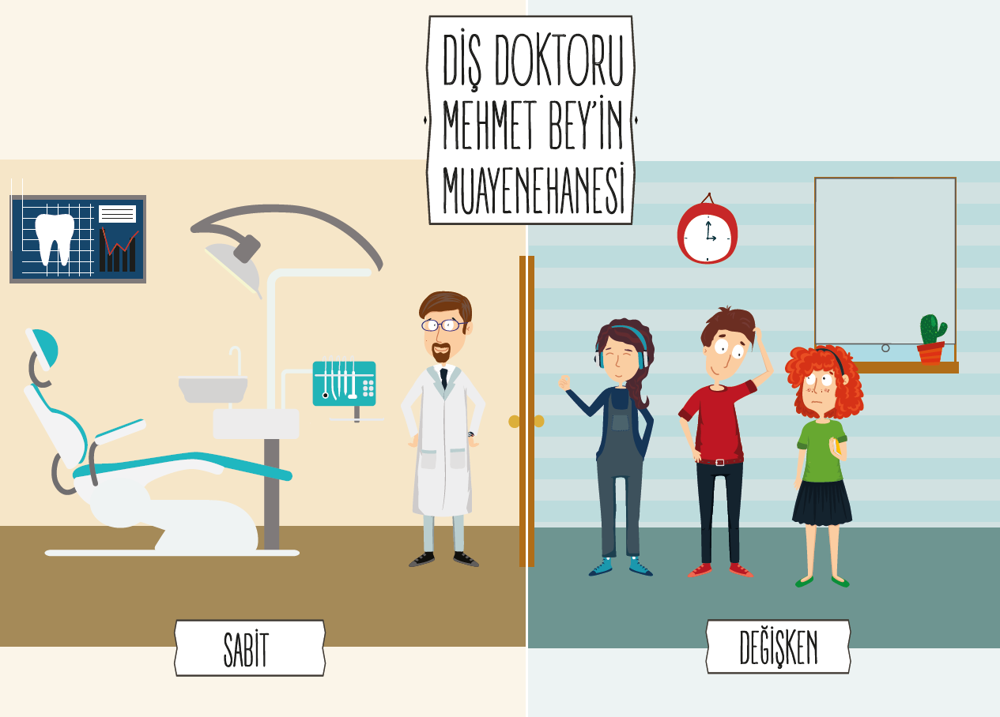 DİŞ DOKTORU
MEHMET BEY'İN
MUAYENEHANESİ
SABİT
DEĞİŞKEN